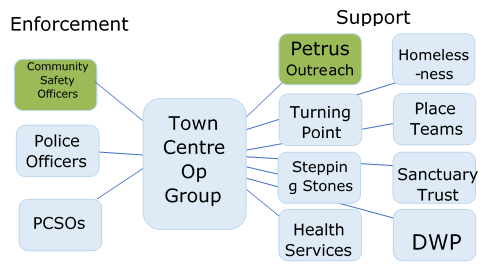 Enforcement
Support
Community
Safety
Officers
Police
Officers
PCSOs
Town
Centre
Op
Group
Petrus
Outreach
Turning
Point
Steppin
g Stones
Health
Services
Homeless
-ness
Place
Teams
Sanctuary
Trust
DWP